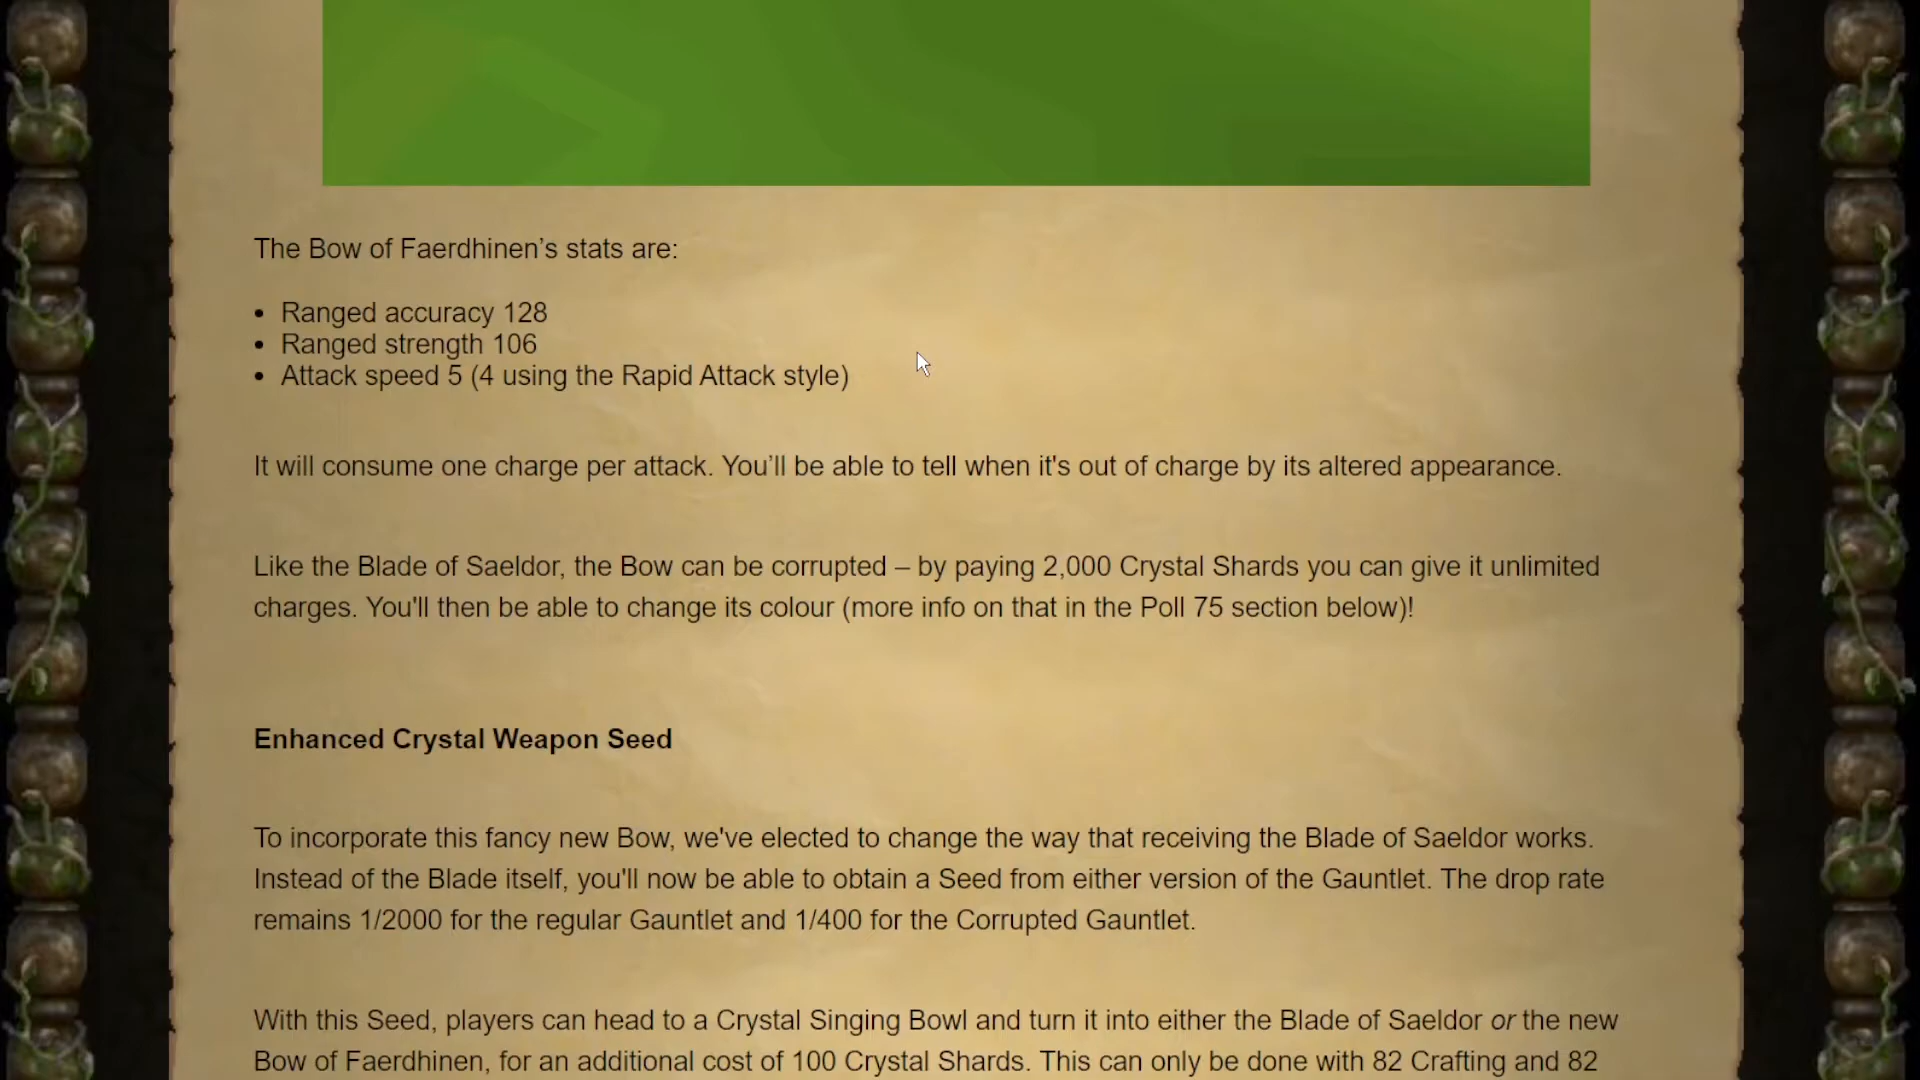 The Bow of Faerdhinen’s stats are:
• Ranged accuracy 128
• Ranged strength 106
• Attack speed 5 (4 using the Rapid Attack style)
It will consume one charge per attack. You’ll be able to tell when it's out of charge by its altered appearance.
Like the Blade of Saeldor, the Bow can be corrupted – by paying 2,000 Crystal Shards you can give it unlimited
charges. You'll then be able to change its colour (more info on that in the Poll 75 section below)!
Enhanced Crystal Weapon Seed
To incorporate this fancy new Bow, we've elected to change the way that receiving the Blade of Saeldor works.
Instead of the Blade itself, you'll now be able to obtain a Seed from either version of the Gauntlet. The drop rate
remains 1/2000 for the regular Gauntlet and 1/400 for the Corrupted Gauntlet.
With this Seed, players can head to a Crystal Singing Bowl and turn it into either the Blade of Saeldor or the new
Bow of Faerdhinen, for an additional cost of 100 Crystal Shards. This can only be done with 82 Crafting and 82